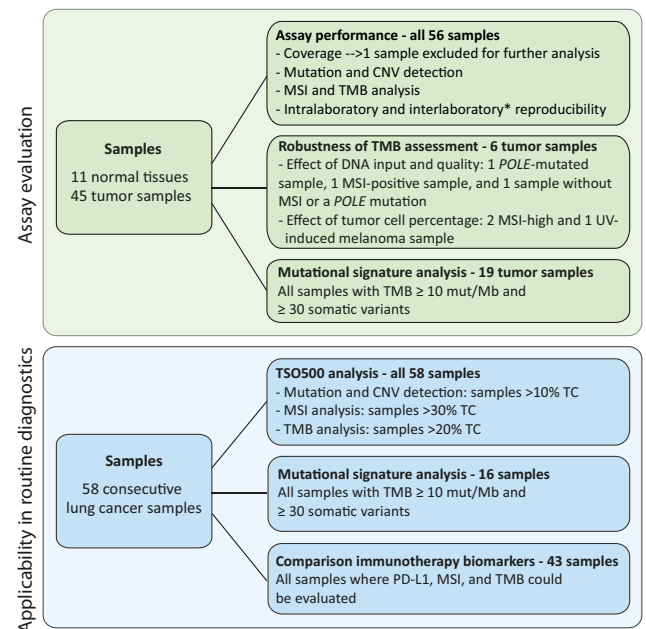 Assay evaluation
Samples
11 normal tissues
45 tumor samples
Assay performance - all 56 samples
- Coverage -->1 sample excluded for further analysis
- Mutation and CNV detection
- MSI and TMB analysis
- Intralaboratory and interlaboratory* reproducibility
Robustness of TMB assessment - 6 tumor samples
- Effect of DNA input and quality: 1 POLE-mutated
sample, 1 MSI-positive sample, and 1 sample without
MSI or a POLE mutation
- Effect of tumor cell percentage: 2 MSI-high and 1 UV-
induced melanoma sample
Mutational signature analysis - 19 tumor samples
All samples with TMB ≥ 10 mut/Mb and
≥ 30 somatic variants
Applicability in routine diagnostics
Samples
58 consecutive
lung cancer samples
TSO500 analysis - all 58 samples
- Mutation and CNV detection: samples >10% TC
- MSI analysis: samples >30% TC
- TMB analysis: samples >20% TC
Mutational signature analysis - 16 samples
All samples with TMB ≥ 10 mut/Mb and
≥ 30 somatic variants
Comparison immunotherapy biomarkers - 43 samples
All samples where PD-L1, MSI, and TMB could
be evaluated